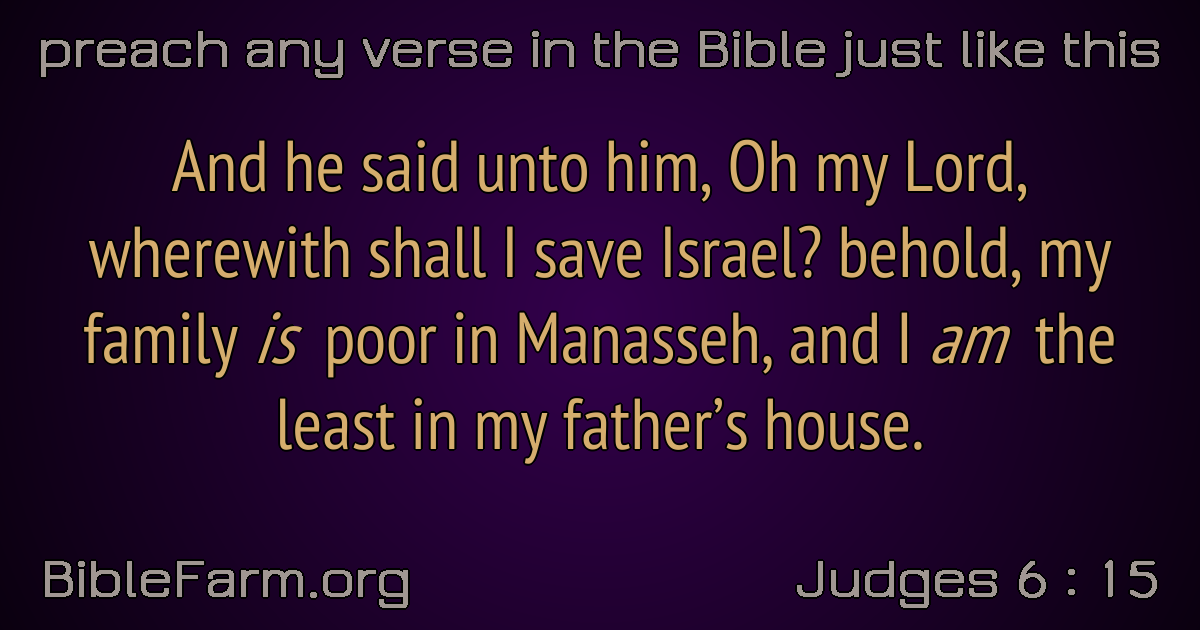 preach any verse in the Bible just like this
And he said unto him, Oh my Lord,
wherewith shall I save Israel? behold, my
family is poor in Manasseh, and I am the
least in my father’s house.
BibleFarm.org
Judges 6 : 15